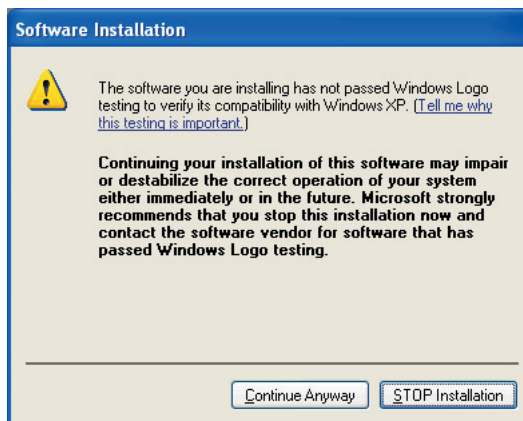 Software Installation
The software you are installing has not passed Windows Logo
testing to verify its compatibility with Windows XP. (Tell me why
this testing is important.)
Continuing your installation of this software may impair
or destabilize the correct operation of your system
either immediately or in the future. Microsoft strongly
recommends that you stop this installation now and
contact the software vendor for software that has
passed Windows Logo testing.
Continue Anyway
STOP Installation